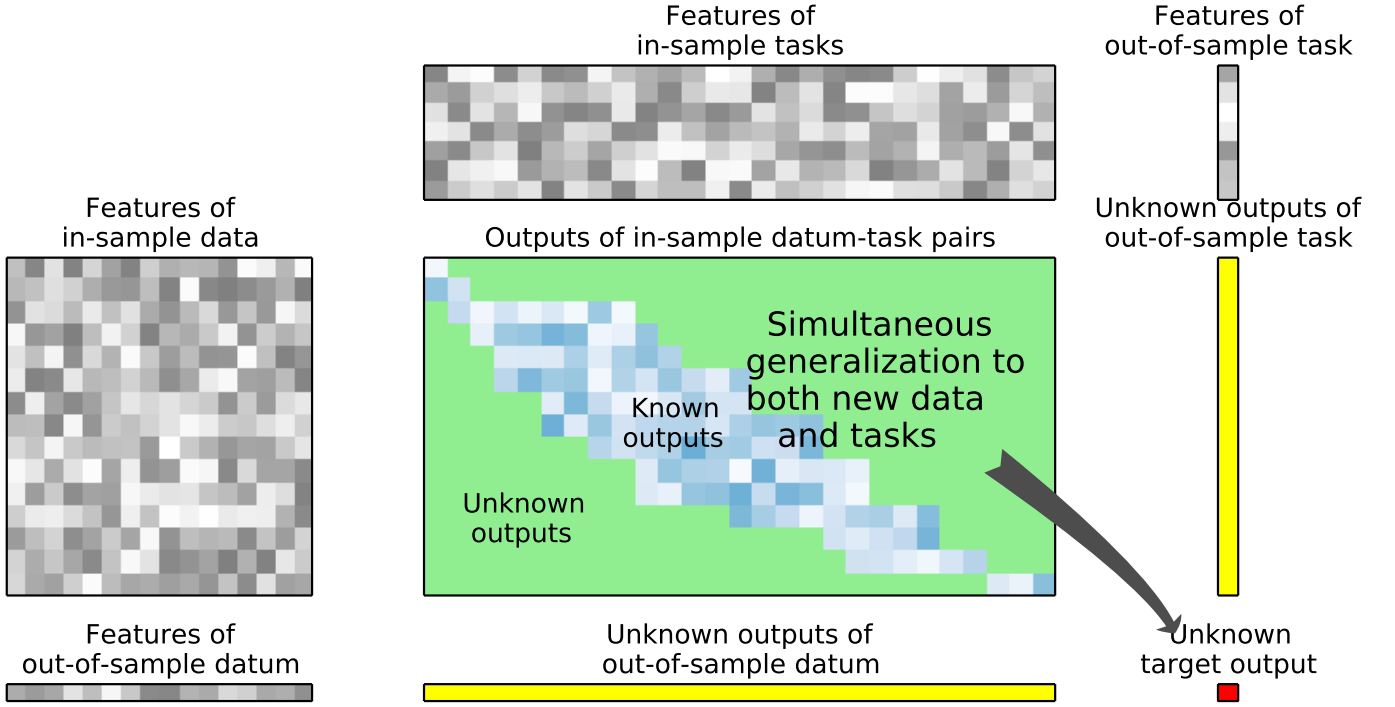 Features of
in-sample tasks
Features of
out-of-sample task
Features of
in-sample data
Outputs of in-sample datum-task pairs
Unknown outputs of
out-of-sample task
Simultaneous
generalization to
both new data
and tasks
Known
outputs
Unknown
outputs
Features of
out-of-sample datum
Unknown outputs of
out-of-sample datum
Unknown
target output